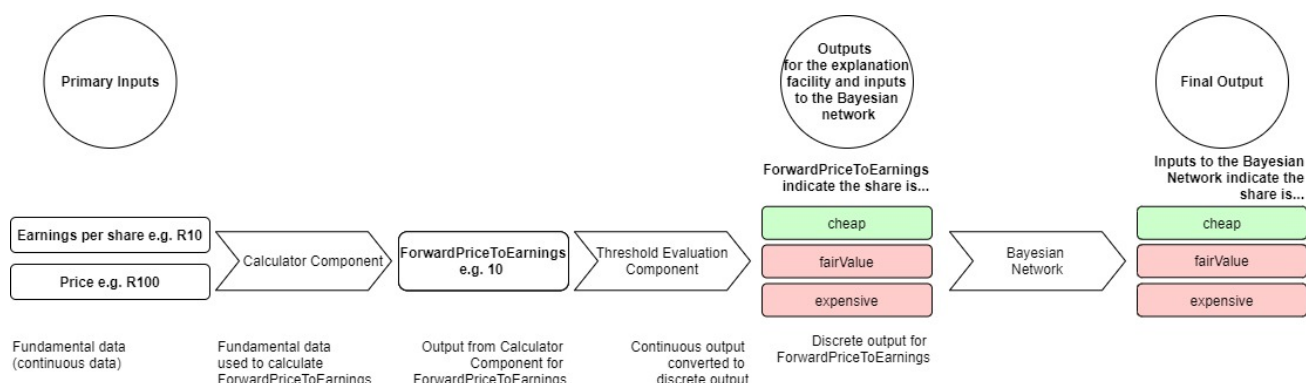 Primary Inputs
Outputs
for the explanation
facility and inputs
to the Bayesian
network
Final Output
ForwardPriceToEarnings
indicate the share is...
Inputs to the Bayesian
Network indicate the
share is...
Earnings per share e.g. R10
Price e.g. R100
Calculator Component
ForwardPriceToEarnings
e.g. 10
Threshold Evaluation
Component
cheap
fairValue
expensive
Bayesian
Network
cheap
fairValue
expensive
Fundamental data
(continuous data)
Fundamental data
used to calculate
ForwardPriceToEarnings
Output from Calculator
Component for
ForwardPriceToEarnings
Continuous output
converted to
discrete output
Discrete output for
ForwardPriceToEarnings